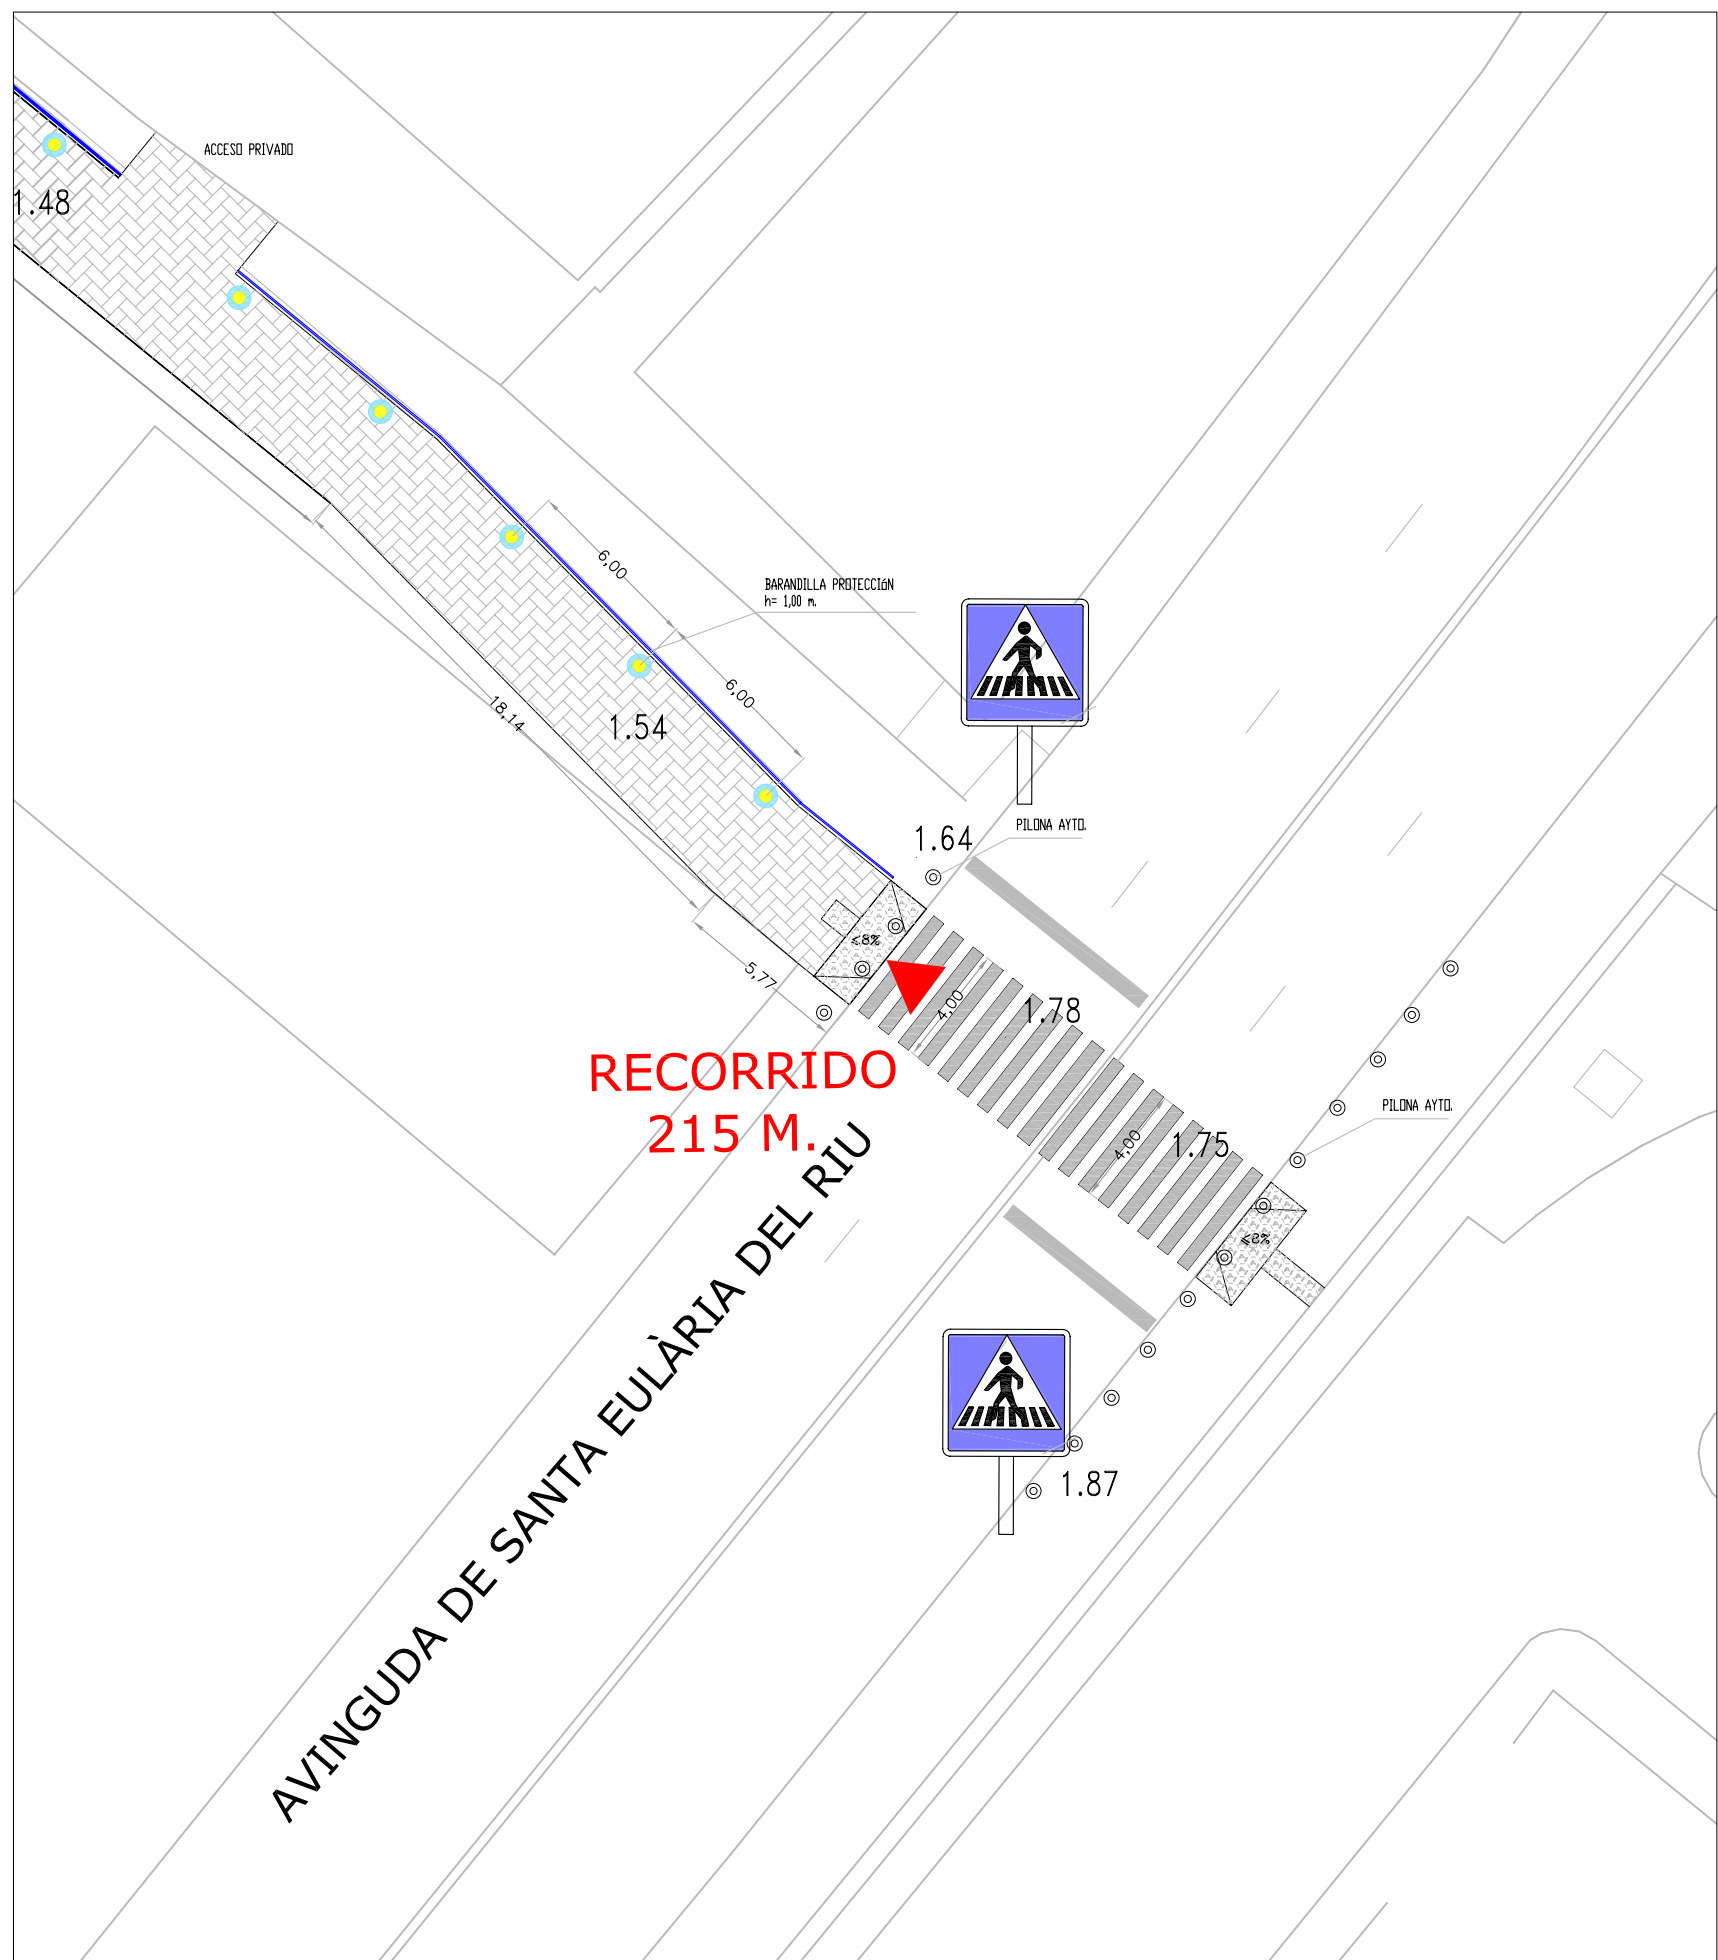 ACCESO PRIVADO
1.48
6,00
BARANDILLA PROTECCIóN
h= 1,00 m.
6,00
18,14
1.54
1.64
PILONA AYTO.
≤8%
5,77
4,00
1.78
RECORRIDO
215 M.
4,00
1.75
PILONA AYTO.
≤8%
AVINGUDA DE SANTA EULÀRIA DEL RIU
1.87